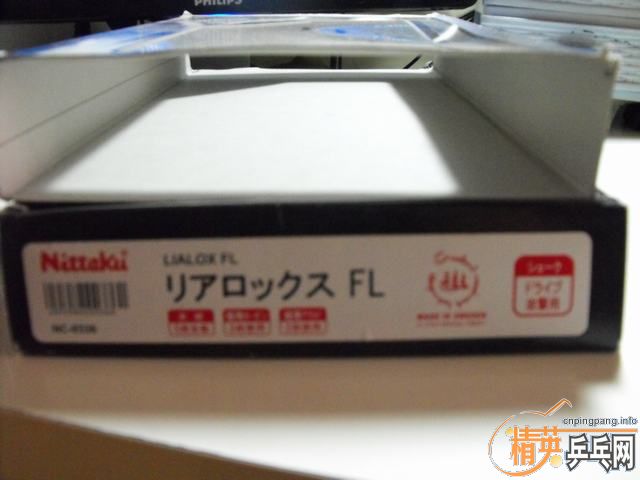 PHILIPS
Nittaku
LIALOX FL
リアロックス FL
NC-0336
MADE IN SWEDEN
シェーク
ドライブ
攻撃用
cnpingpang.info
精英乒乓网